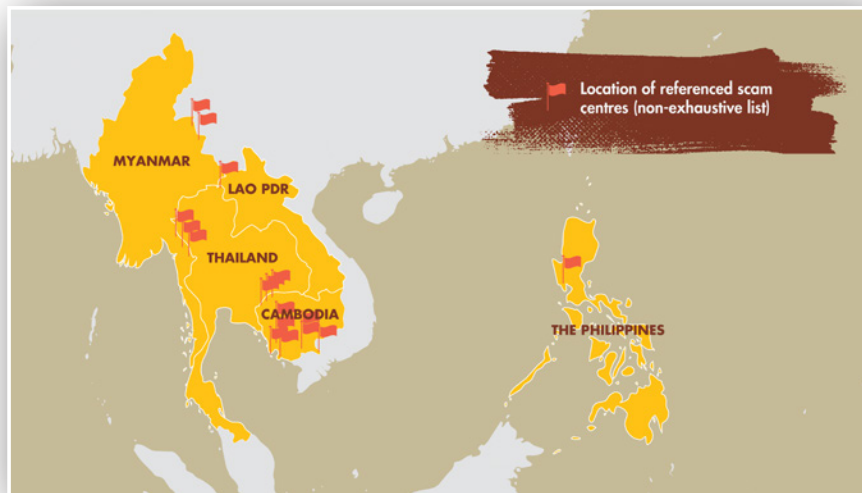 Location of referenced scam
centres (non-exhaustive list)
MYANMAR
LAO PDR
THAILAND
CAMBODIA
THE PHILIPPINES